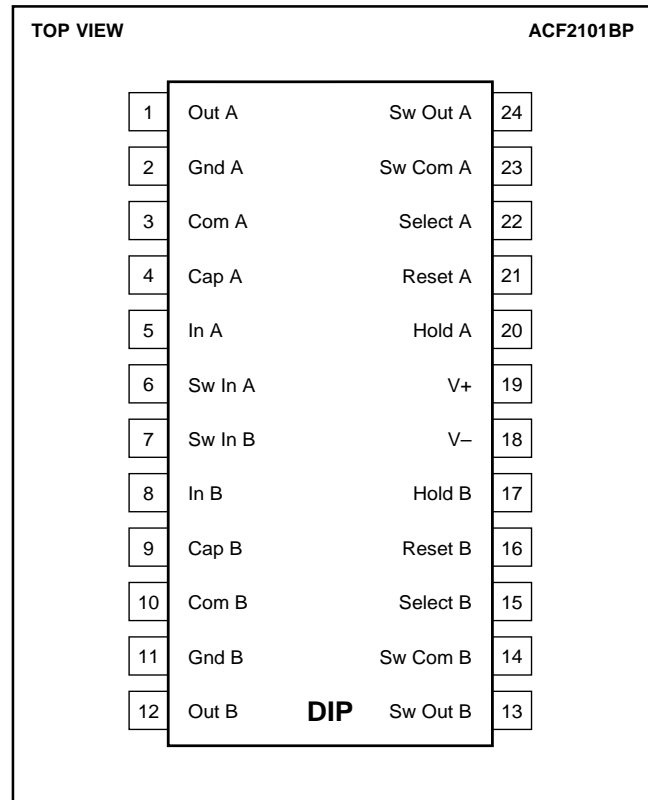 TOP VIEW ACF2101BP
1 Out A Sw Out A 24
2 Gnd A Sw Com A 23
3 Com A Select A 22
4 Cap A Reset A 21
5 In A Hold A 20
6 Sw In A V+ 19
7 Sw In B V– 18
8 In B Hold B 17
9 Cap B Reset B 16
10 Com B Select B 15
11 Gnd B Sw Com B 14
12 Out B DIP Sw Out B 13